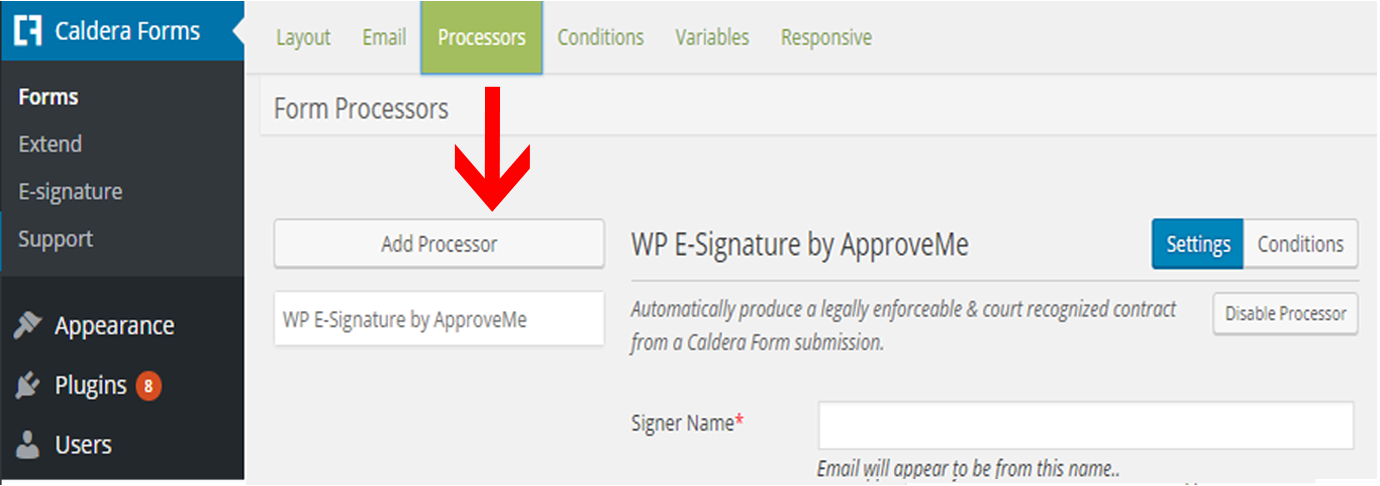 Caldera Forms
Forms
Extend
E-signature
Support
Appearance
Plugins 8
Users
Layout Email Processors Conditions Variables Responsive
Form Processors
Add Processor
WP E-Signature by ApproveMe
WP E-Signature by ApproveMe
Settings Conditions
Automatically produce a legally enforceable & court recognized contract
from a Caldera Form submission.
Disable Processor
Signer Name*
Email will appear to be from this name..